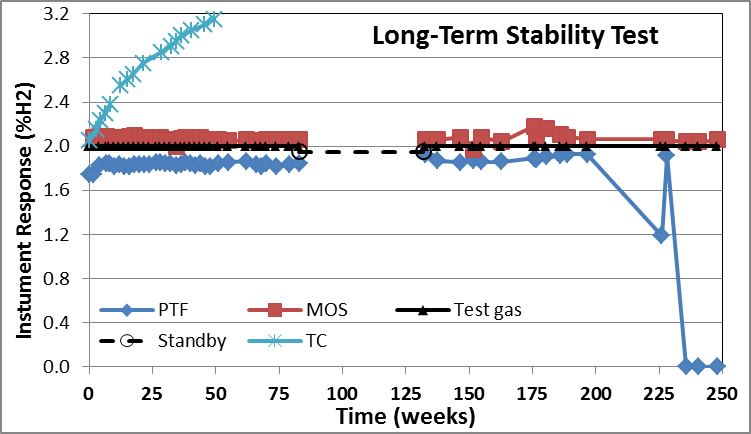 Long-Term Stability Test
Instument Response (%H2)
3.2
2.8
2.4
2.0
1.6
1.2
0.8
0.4
0.0
PTF MOS Test gas
Standby TC
0 25 50 75 100 125 150 175 200 225 250
Time (weeks)